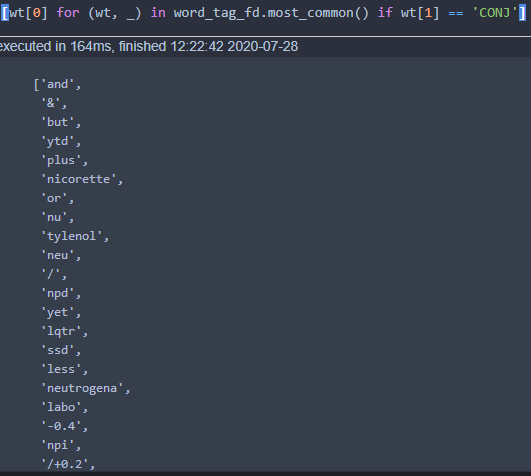 [wt[0] for (wt, _) in word_tag_fd.most_common() if wt[1] == 'CONJ']
executed in 164ms, finished 12:22:42 2020-07-28
['and',
'&',
'but',
'ytd',
'plus',
'nicorette',
'or',
'nu',
'tylenol',
'neu',
'/',
'npd',
'yet',
'lqtr',
'ssd',
'less',
'neutrogena',
'labo',
'-0.4',
'npi',
'/+0.2',